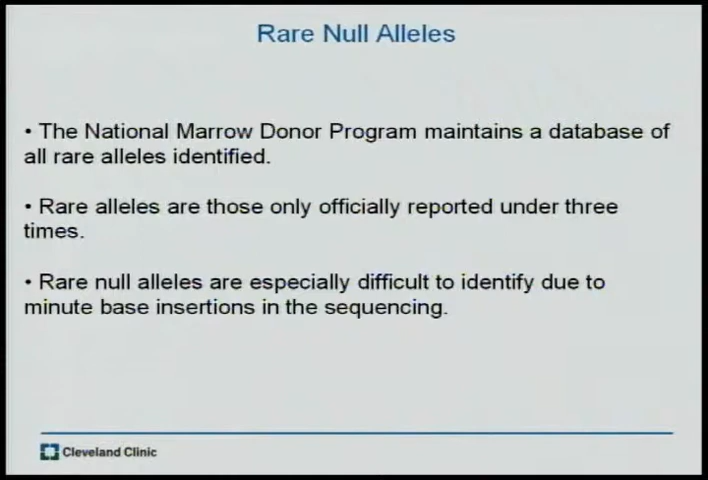 Rare Null Alleles
• The National Marrow Donor Program maintains a database of
all rare alleles identified.
• Rare alleles are those only officially reported under three
times.
• Rare null alleles are especially difficult to identify due to
minute base insertions in the sequencing.
Cleveland Clinic